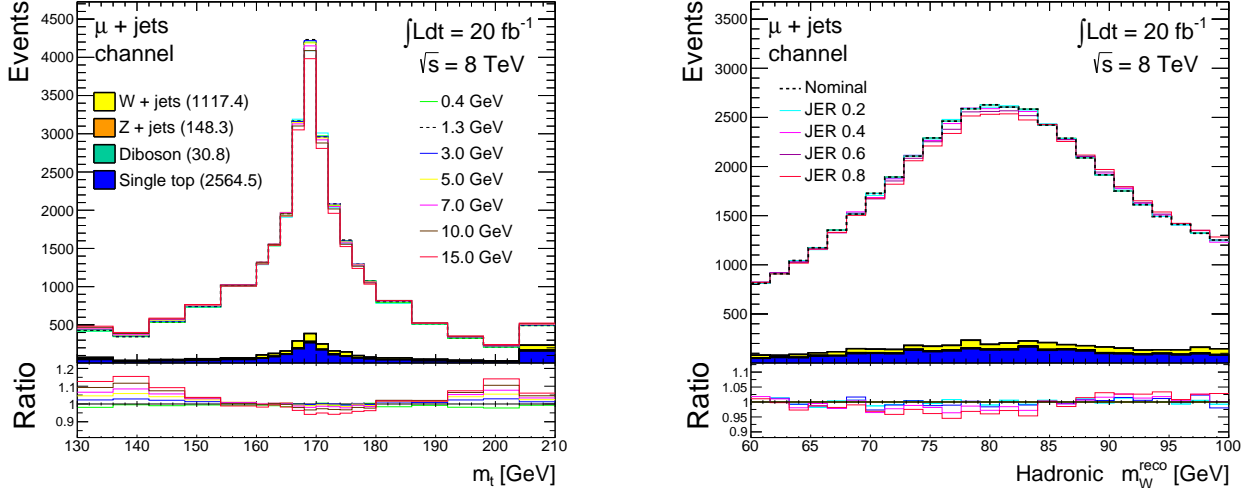 Events
4500
4000
3500
3000
2500
2000
1500
1000
500
μ + jets
channel
∫Ldt = 20 fb⁻¹
√s = 8 TeV
W + jets (1117.4)
Z + jets (148.3)
Diboson (30.8)
Single top (2564.5)
0.4 GeV
1.3 GeV
3.0 GeV
5.0 GeV
7.0 GeV
10.0 GeV
15.0 GeV
Ratio
1.2
1.1
1
0.9
130 140 150 160 170 180 190 200 210
m_t [GeV]
Events
3500
3000
2500
2000
1500
1000
500
μ + jets
channel
∫Ldt = 20 fb⁻¹
√s = 8 TeV
Nominal
JER 0.2
JER 0.4
JER 0.6
JER 0.8
Ratio
1.1
1.05
1
0.95
0.9
60 65 70 75 80 85 90 95 100
Hadronic m_W^reco [GeV]